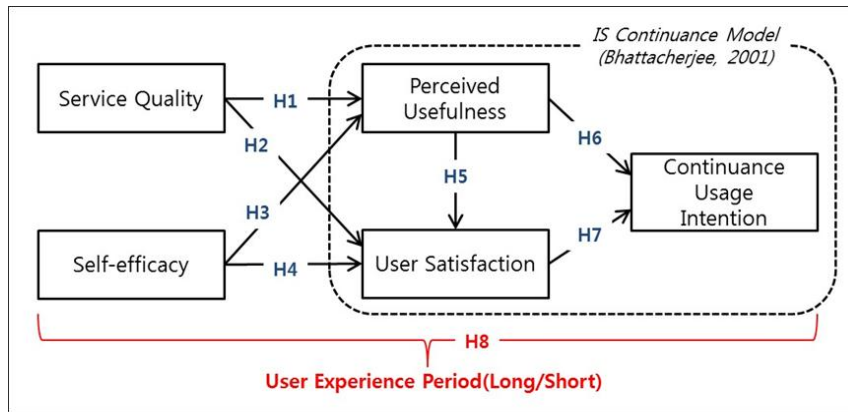 IS Continuance Model
(Bhattacherjee, 2001)
Service Quality
H1
Perceived
Usefulness
H2
H6
H5
Continuance
Usage
Intention
H3
H7
Self-efficacy
H4
User Satisfaction
H8
User Experience Period(Long/Short)